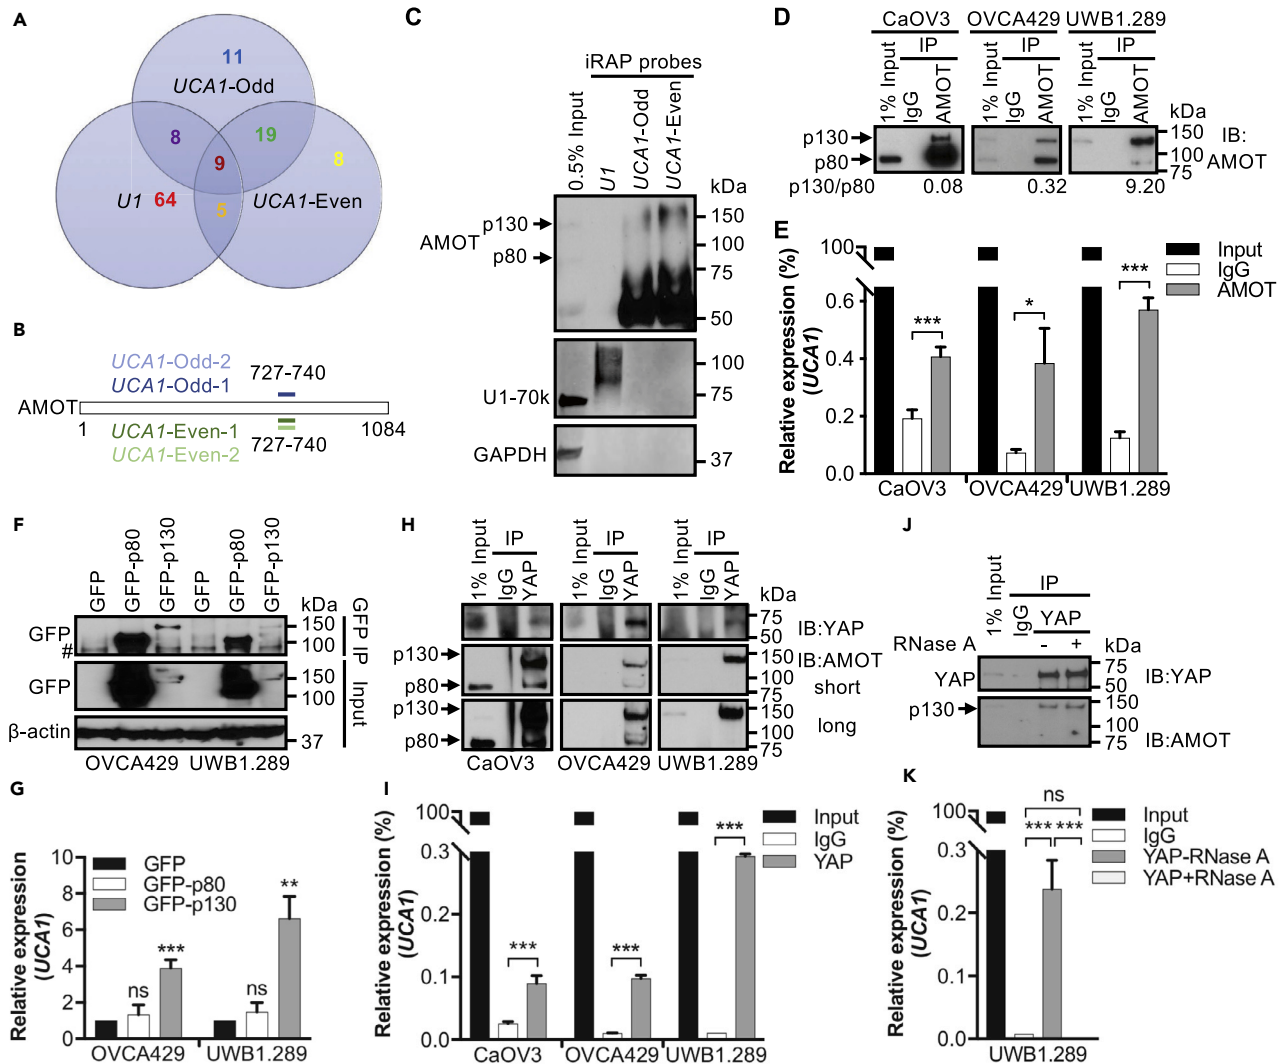 A
11
UCA1-Odd
8
19
9
8
U1 64
5
UCA1-Even
B
UCA1-Odd-2
UCA1-Odd-1
727-740
AMOT
1
1084
UCA1-Even-1
UCA1-Even-2
727-740
C
iRAP probes
0.5% Input
U1
UCA1-Odd
UCA1-Even
kDa
AMOT
p130
p80
150
100
75
50
U1-70k
100
75
GAPDH
37
D
CaOV3 OVCA429 UWB1.289
IP IP IP
1% Input IgG AMOT 1% Input IgG AMOT 1% Input IgG AMOT
kDa
p130
p80
150
100
75
IB:
AMOT
p130/p80 0.08 0.32 9.20
E
Relative expression (%)
(UCA1)
100
0.6
0.4
0.2
0.0
*** * ***
Input
IgG
AMOT
CaOV3 OVCA429 UWB1.289
F
GFP GFP-p80 GFP-p130 GFP GFP-p80 GFP-p130
kDa
GFP
#
150
100
GFP IP
GFP
150
100
Input
β-actin
37
OVCA429 UWB1.289
G
Relative expression
(UCA1)
10
8
6
4
2
0
GFP
GFP-p80
GFP-p130
ns *** ns **
OVCA429 UWB1.289
H
IP IP IP
1% Input IgG YAP 1% Input IgG YAP 1% Input IgG YAP
kDa
75
50
IB:YAP
p130
p80
150
100
75
IB:AMOT
short
p130
p80
150
100
75
long
CaOV3 OVCA429 UWB1.289
I
Relative expression (%)
(UCA1)
100
0.3
0.2
0.1
0.0
*** *** ***
Input
IgG
YAP
CaOV3 OVCA429 UWB1.289
J
IP
1% Input IgG YAP
RNase A - +
kDa
YAP
75
50
IB:YAP
p130
150
100
75
IB:AMOT
K
Relative expression (%)
(UCA1)
100
0.3
0.2
0.1
0.0
ns
*** ***
Input
IgG
YAP-RNase A
YAP+RNase A
UWB1.289